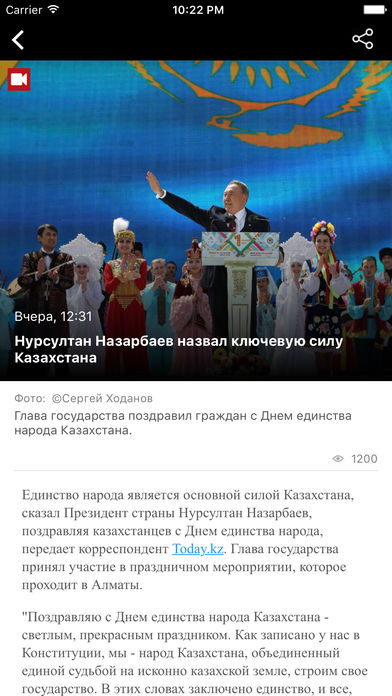 Carrier 10:22 PM
Вчера, 12:31
Нурсултан Назарбаев назвал ключевую силу
Казахстана
Фото: ©Сергей Ходанов
Глава государства поздравил граждан с Днем единства
народа Казахстана.
1200
Единство народа является основной силой Казахстана,
сказал Президент страны Нурсултан Назарбаев,
поздравляя казахстанцев с Днем единства народа,
передает корреспондент Today.kz. Глава государства
принял участие в праздничном мероприятии, которое
проходит в Алматы.
"Поздравляю с Днем единства народа Казахстана -
светлым, прекрасным праздником. Как записано у нас в
Конституции, мы - народ Казахстана, объединенный
единой судьбой на исконно казахской земле, строим свое
государство. В этих словах заключено единство, и все,